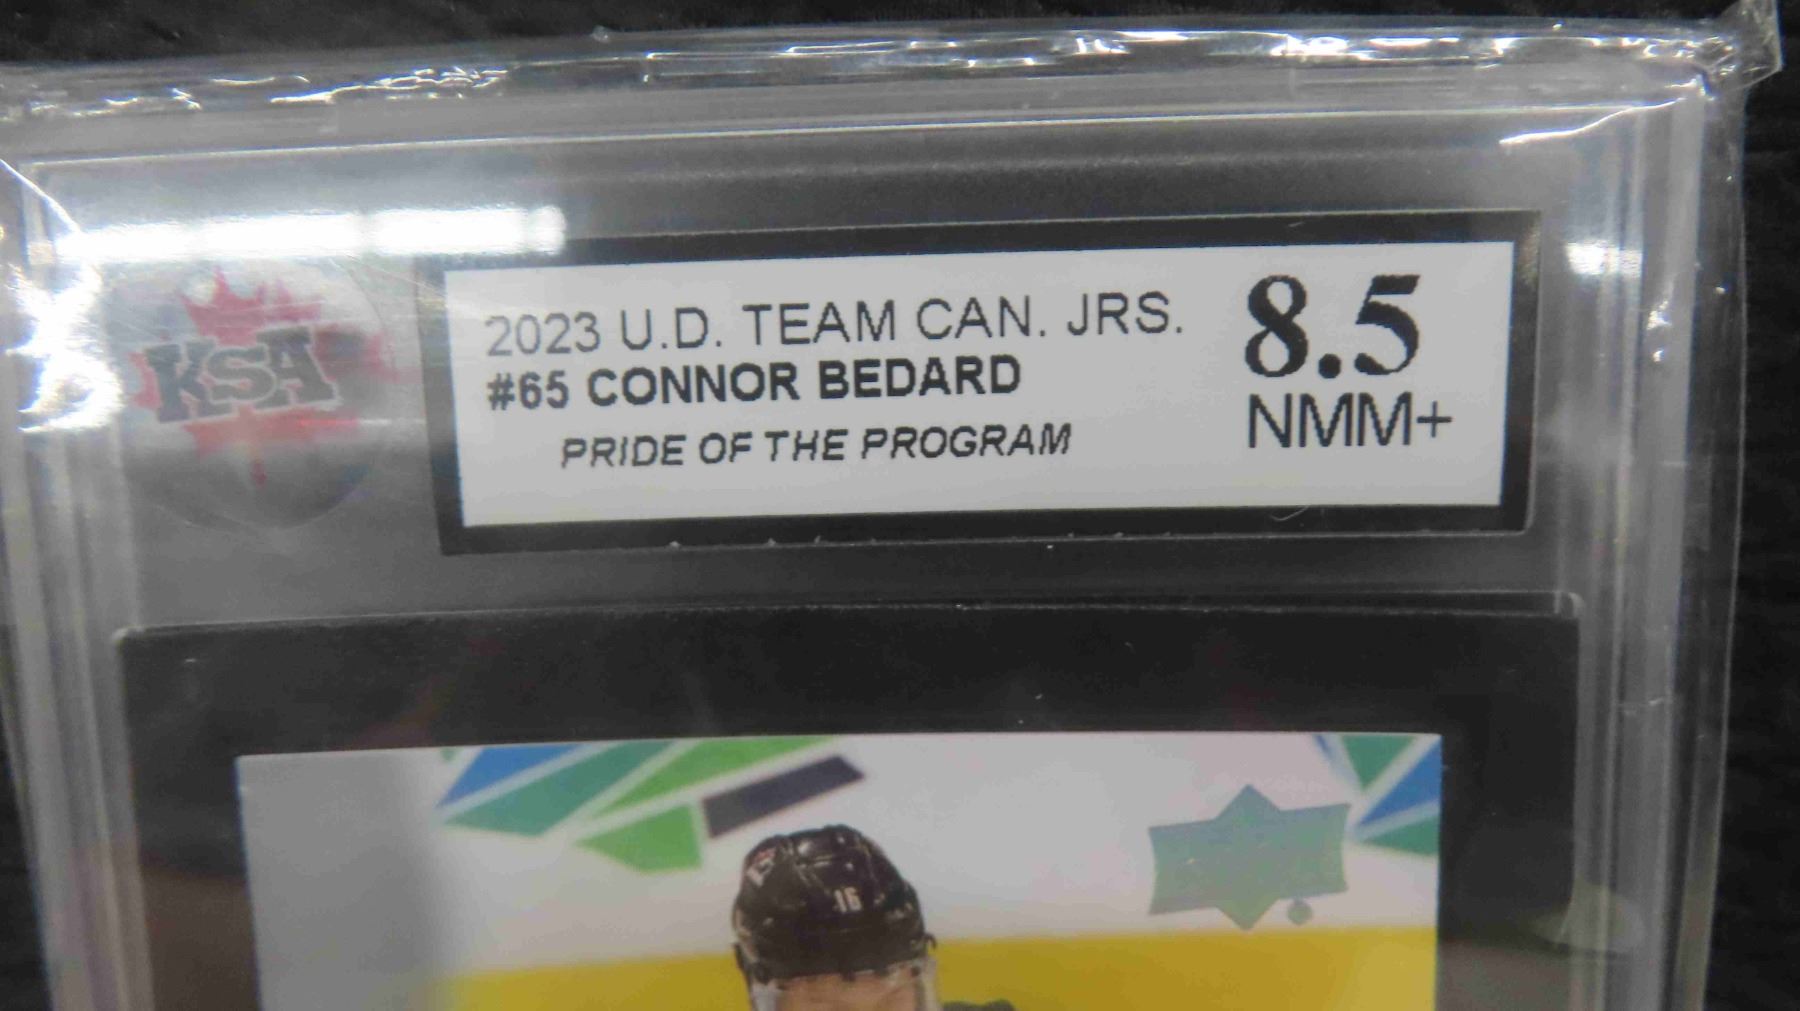 KSA
2023 U.D. TEAM CAN. JRS.
#65 CONNOR BEDARD
PRIDE OF THE PROGRAM
8.5
NMM+
16